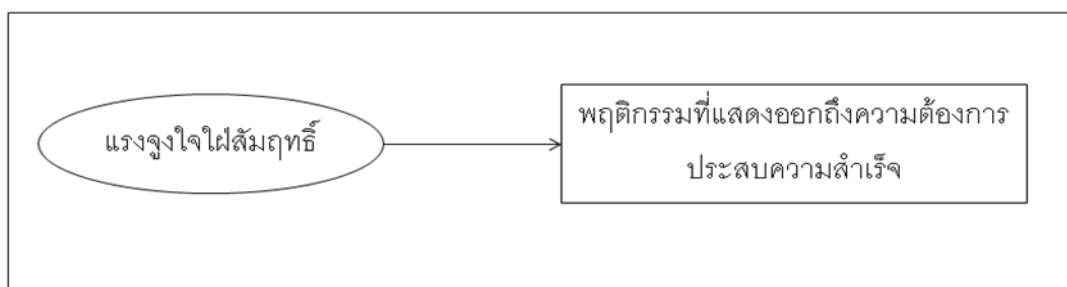 แรงจูงใจใฝ่สัมฤทธิ์
พฤติกรรมที่แสดงออกถึงความต้องการ
ประสบความสำเร็จ